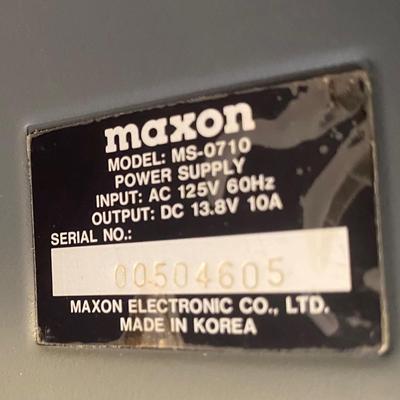 maxon
MODEL: MS-0710
POWER SUPPLY
INPUT: AC 125V 60Hz
OUTPUT: DC 13.8V 10A
SERIAL NO.:
00504605
MAXON ELECTRONIC CO., LTD.
MADE IN KOREA